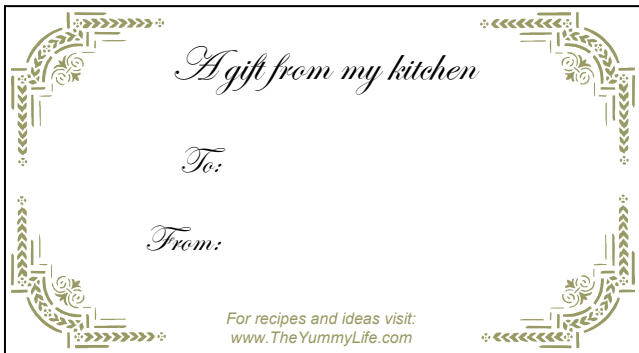 A gift from my kitchen
To:
From:
For recipes and ideas visit:
www.TheYummyLife.com